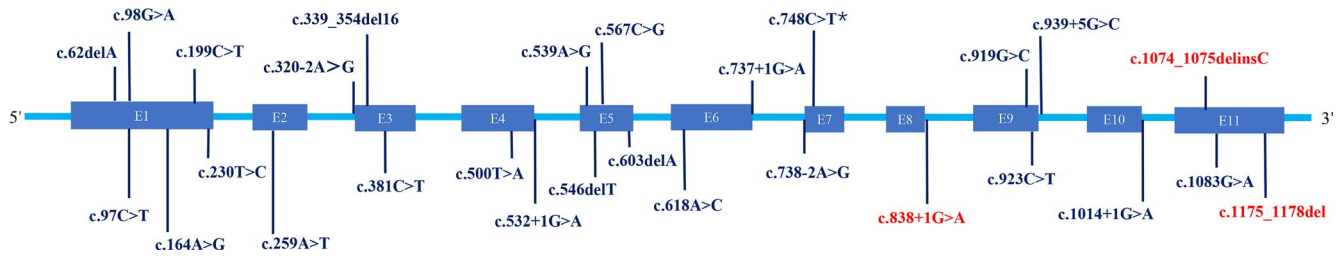 c.98G>A
c.339_354del16
c.567C>G
c.748C>T*
c.939+5G>C
c.62delA
c.199C>T
c.320-2A>G
c.539A>G
c.737+1G>A
c.919G>C
c.1074_1075delinsC
5' E1 E2 E3 E4 E5 E6 E7 E8 E9 E10 E11 3'
c.230T>C
c.381C>T
c.500T>A
c.546delT
c.603delA
c.618A>C
c.738-2A>G
c.923C>T
c.1083G>A
c.97C>T
c.164A>G
c.259A>T
c.532+1G>A
c.838+1G>A
c.1014+1G>A
c.1175_1178del